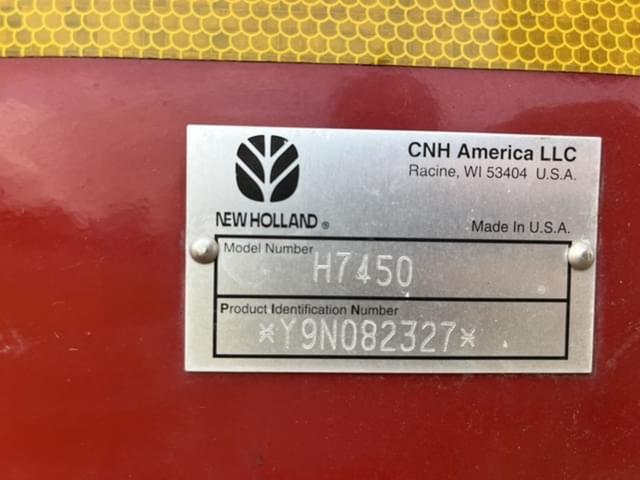 CNH America LLC
Racine, WI 53404 U.S.A.
NEW HOLLAND ®
Made In U.S.A.
Model Number
H7450
Product Identification Number
*Y9N082327*